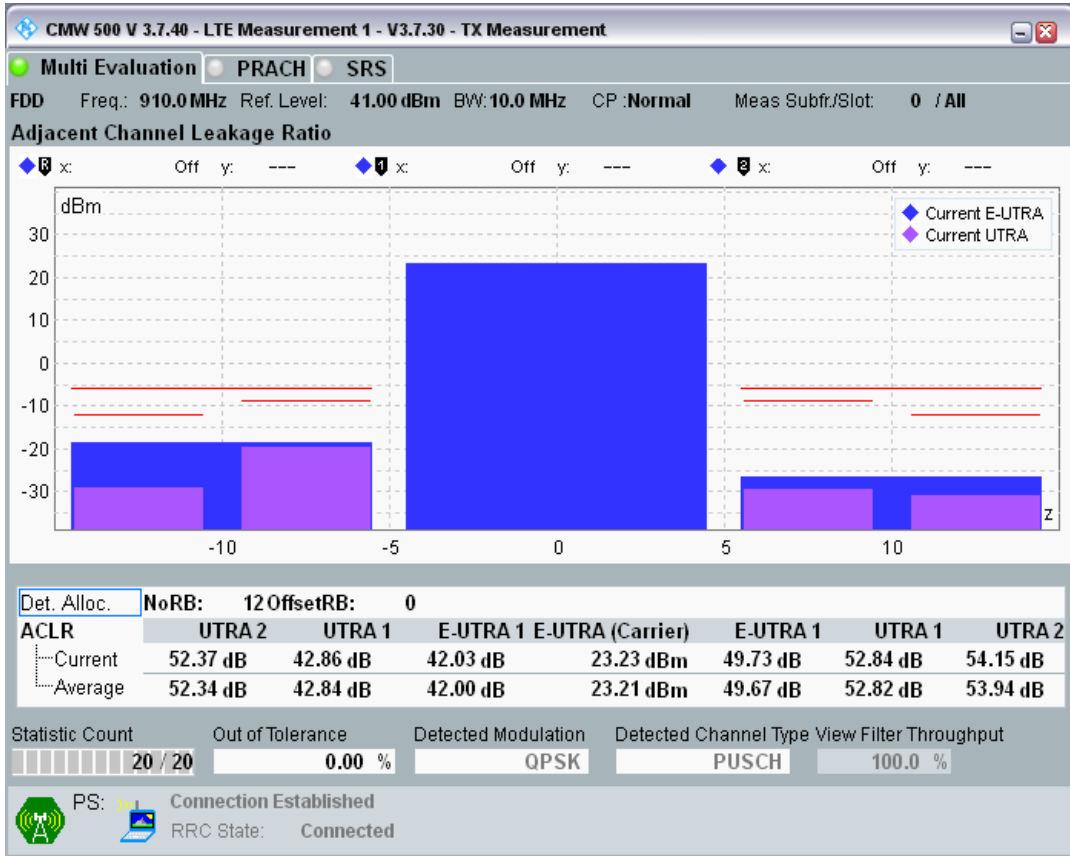 CMW 500 V 3.7.40 - LTE Measurement 1 - V3.7.30 - TX Measurement
Multi Evaluation PRACH SRS
FDD Freq.: 910.0 MHz Ref. Level: 41.00 dBm BW: 10.0 MHz CP :Normal Meas Subfr./Slot: 0 / All
Adjacent Channel Leakage Ratio
R x: Off y: --- 1 x: Off y: --- 2 x: Off y: ---
dBm
Current E-UTRA
Current UTRA
30
20
10
0
-10
-20
-30
z
-10 -5 0 5 10
Det. Alloc. NoRB: 12 OffsetRB: 0
ACLR UTRA 2 UTRA 1 E-UTRA 1 E-UTRA (Carrier) E-UTRA 1 UTRA 1 UTRA 2
Current 52.37 dB 42.86 dB 42.03 dB 23.23 dBm 49.73 dB 52.84 dB 54.15 dB
Average 52.34 dB 42.84 dB 42.00 dB 23.21 dBm 49.67 dB 52.82 dB 53.94 dB
Statistic Count Out of Tolerance Detected Modulation Detected Channel Type View Filter Throughput
20 / 20 0.00 % QPSK PUSCH 100.0 %
PS: Connection Established
RRC State: Connected